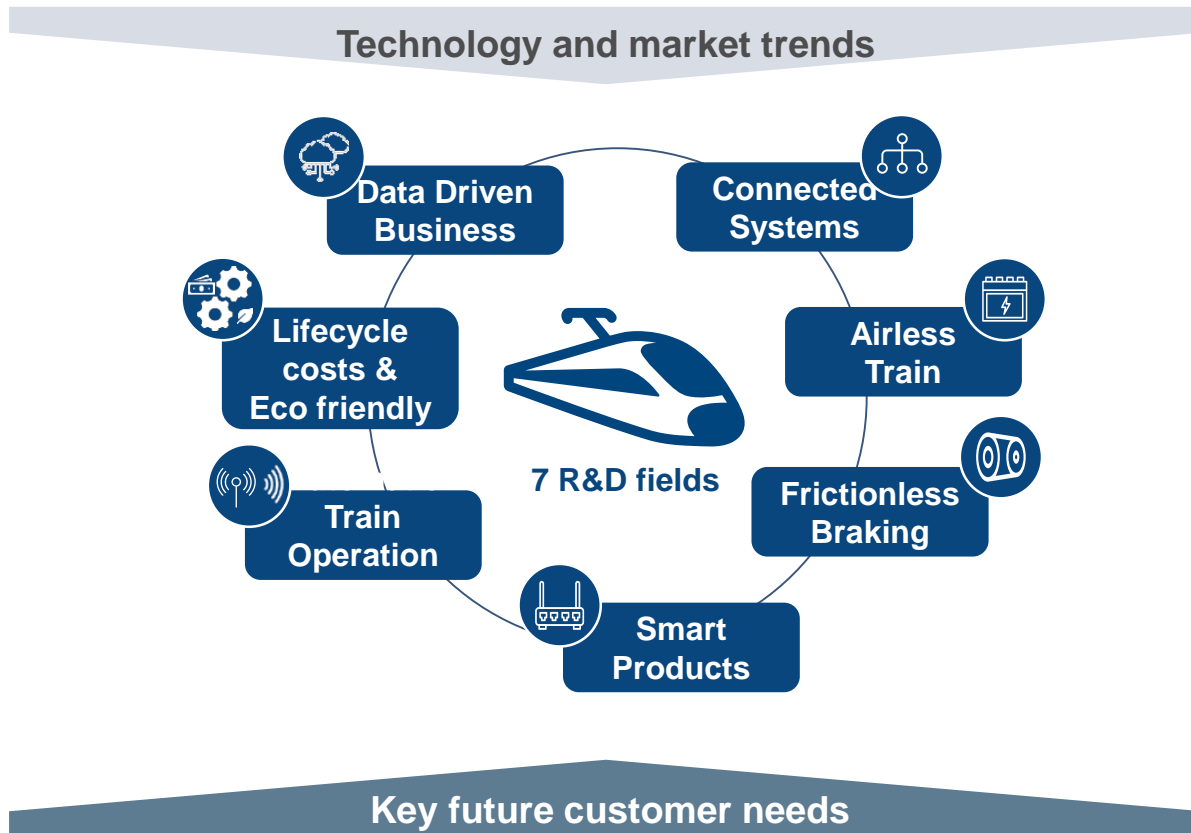 Technology and market trends
Data Driven
Business
Connected
Systems
Lifecycle
costs &
Eco friendly
Airless
Train
7 R&D fields
Train
Operation
Frictionless
Braking
Smart
Products
Key future customer needs